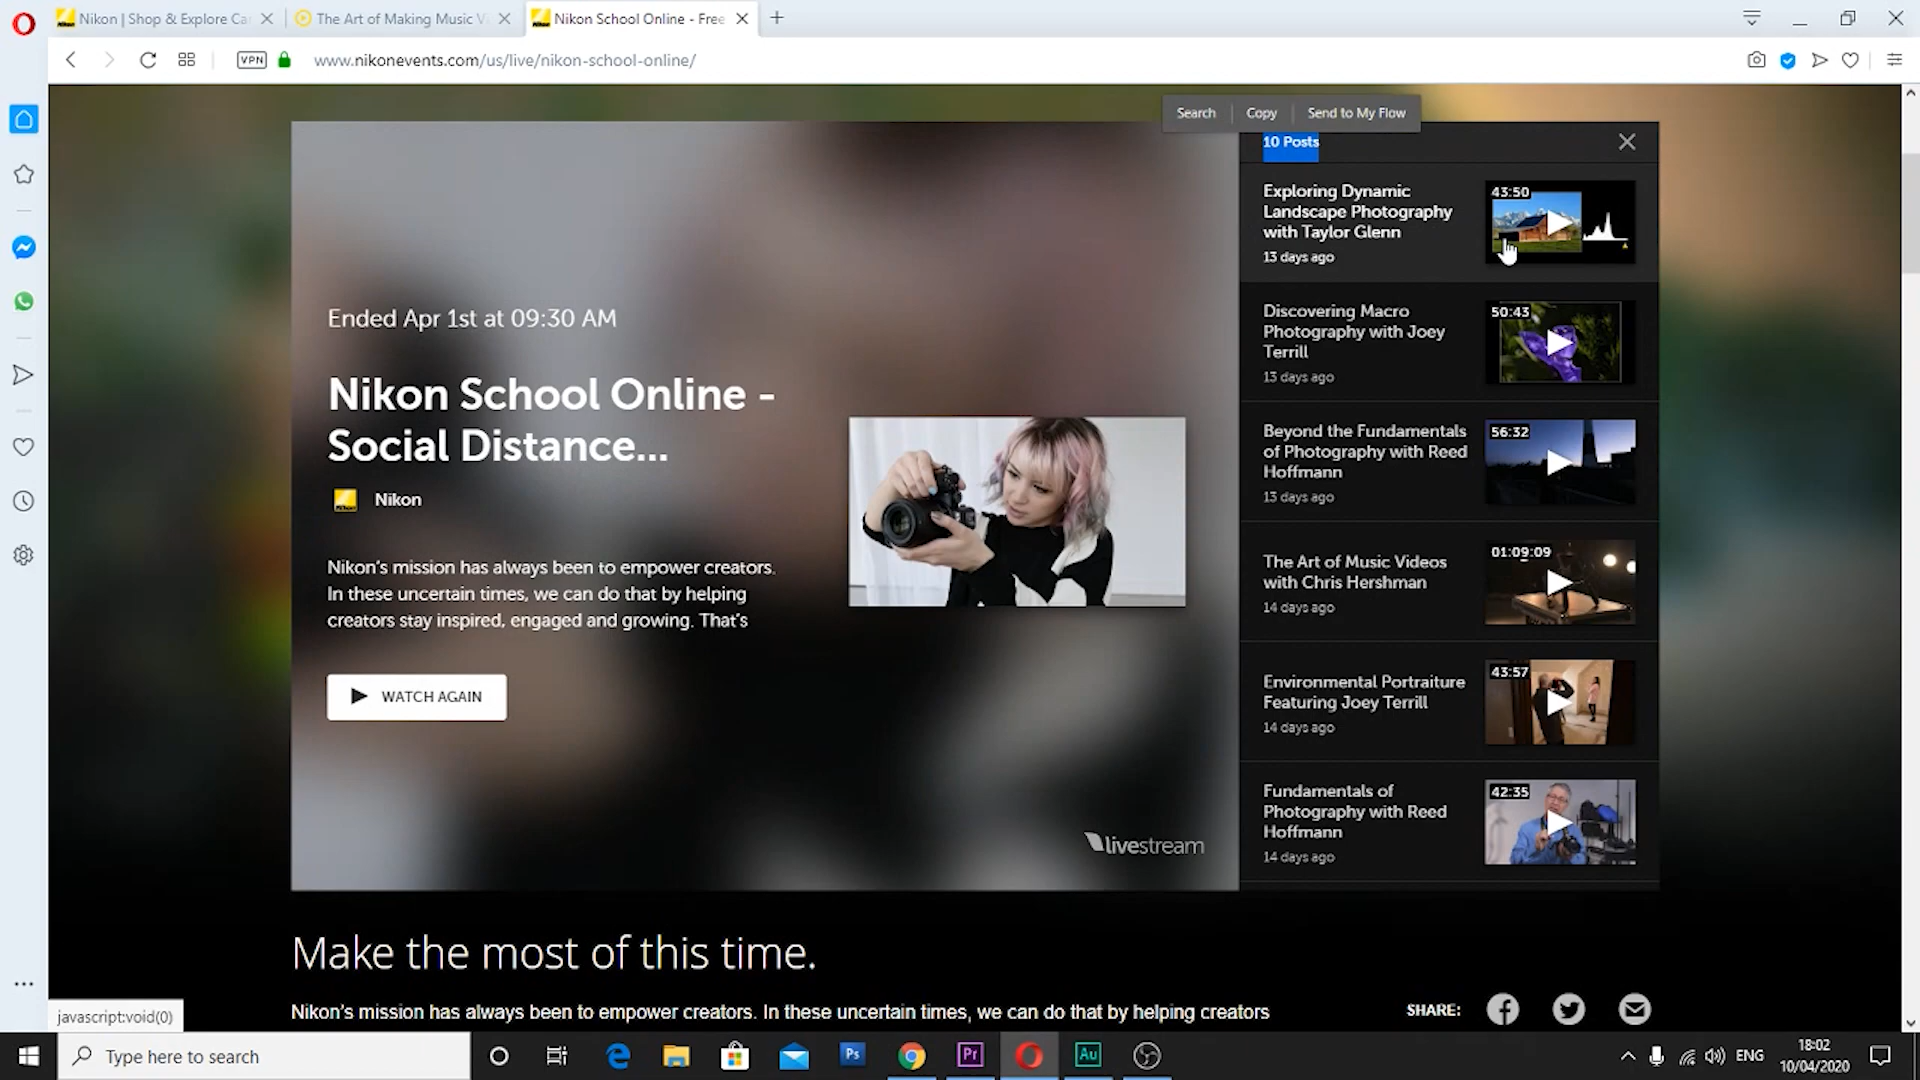 Nikon | Shop & Explore Ca
The Art of Making Music V
Nikon School Online - Free
VPN
www.nikonevents.com/us/live/nikon-school-online/
Search
Copy
Send to My Flow
10 Posts
Ended Apr 1st at 09:30 AM
Nikon School Online -
Social Distance...
Nikon
Nikon
Nikon's mission has always been to empower creators.
In these uncertain times, we can do that by helping
creators stay inspired, engaged and growing. That's
WATCH AGAIN
livestream
Exploring Dynamic
Landscape Photography
with Taylor Glenn
13 days ago
43:50
Discovering Macro
Photography with Joey
Terrill
13 days ago
50:43
Beyond the Fundamentals
of Photography with Reed
Hoffmann
13 days ago
56:32
The Art of Music Videos
with Chris Hershman
14 days ago
01:09:09
Environmental Portraiture
Featuring Joey Terrill
14 days ago
43:57
Fundamentals of
Photography with Reed
Hoffmann
14 days ago
42:35
Make the most of this time.
Nikon's mission has always been to empower creators. In these uncertain times, we can do that by helping creators
SHARE:
javascript:void(0)
Type here to search
Ps
Pr
Au
ENG
18:02
10/04/2020